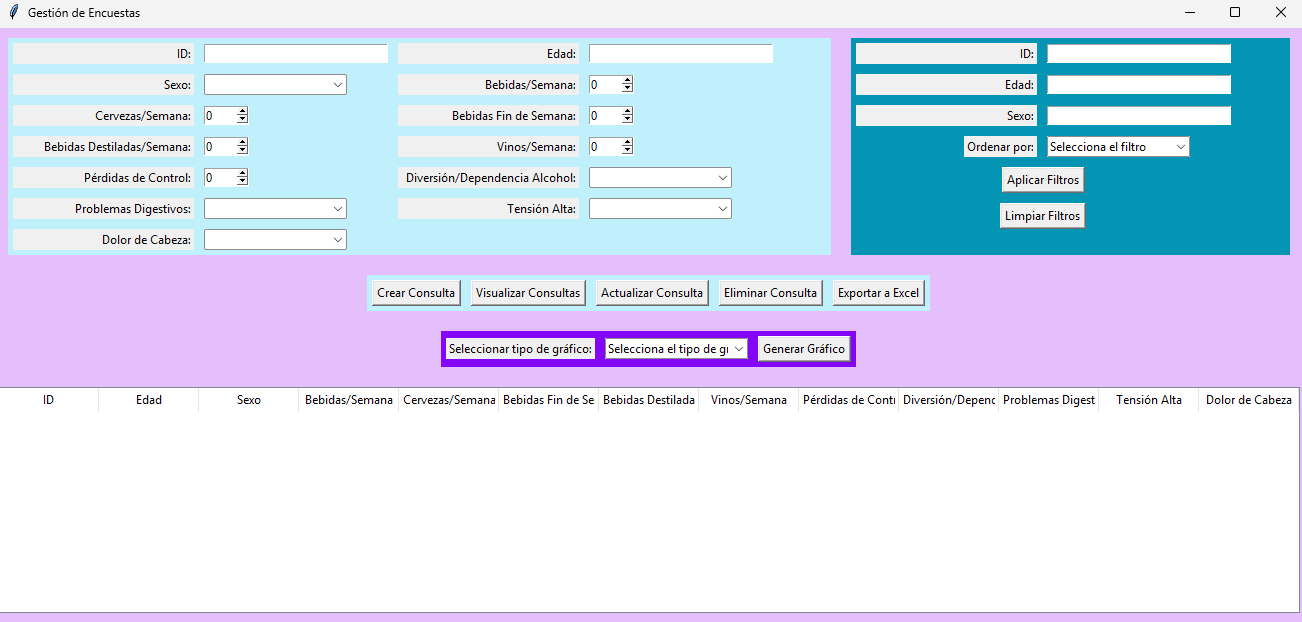 Gestión de Encuestas
ID: Edad: ID:
Sexo: Bebidas/Semana: 0 Edad:
Cervezas/Semana: 0 Bebidas Fin de Semana: 0 Sexo:
Bebidas Destiladas/Semana: 0 Vinos/Semana: 0 Ordenar por: Selecciona el filtro
Pérdidas de Control: 0 Diversión/Dependencia Alcohol: Aplicar Filtros
Problemas Digestivos: Tensión Alta: Limpiar Filtros
Dolor de Cabeza:
Crear Consulta Visualizar Consultas Actualizar Consulta Eliminar Consulta Exportar a Excel
Seleccionar tipo de gráfico: Selecciona el tipo de gr Generar Gráfico
ID Edad Sexo Bebidas/Semana Cervezas/Semana Bebidas Fin de Se Bebidas Destilada Vinos/Semana Pérdidas de Contr Diversión/Depenc Problemas Digest Tensión Alta Dolor de Cabeza